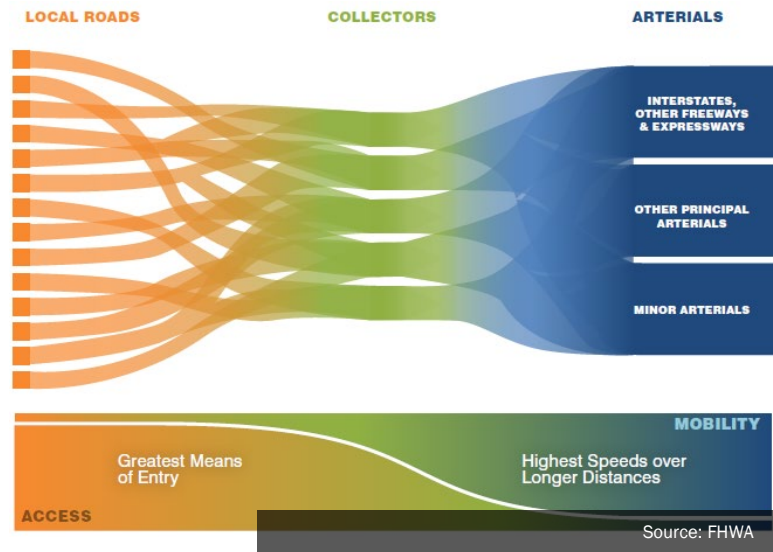 LOCAL ROADS
COLLECTORS
ARTERIALS
INTERSTATES,
OTHER FREEWAYS
& EXPRESSWAYS
OTHER PRINCIPAL
ARTERIALS
MINOR ARTERIALS
MOBILITY
Greatest Means
of Entry
Highest Speeds over
Longer Distances
ACCESS
Source: FHWA